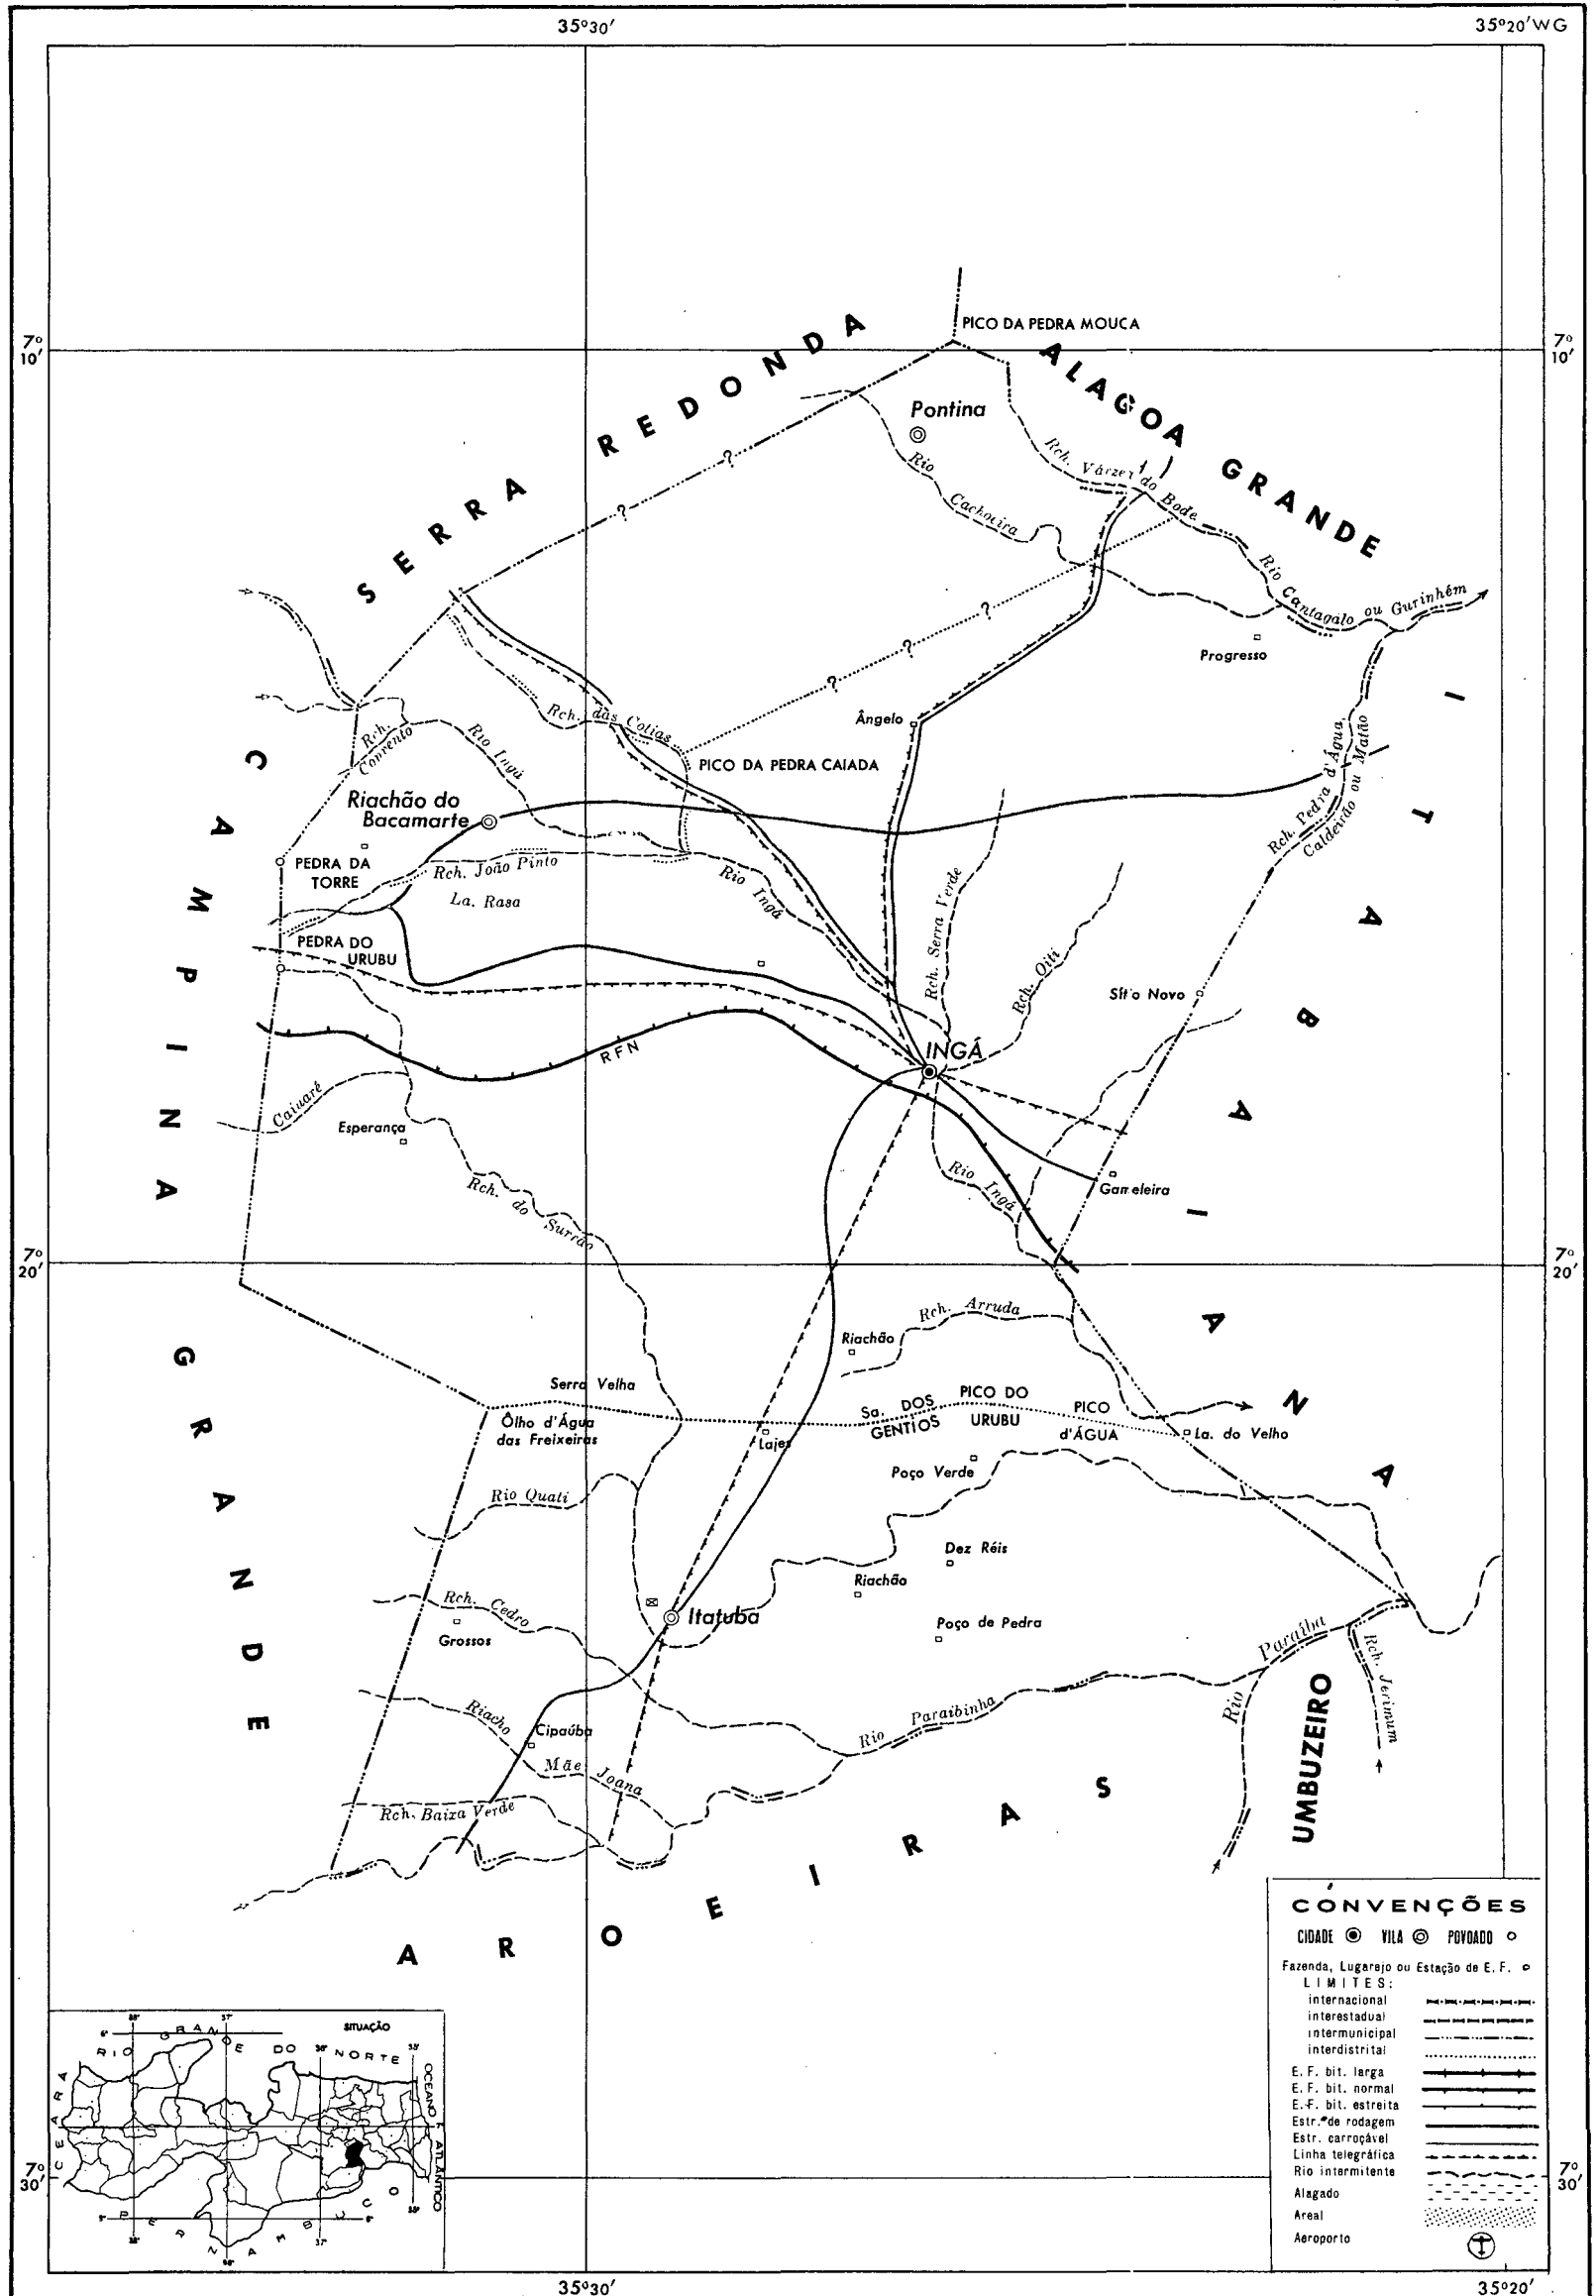 35°30'
35°20' WG
PICO DA PEDRA MOUCA
7° 10'
7° 10'
SERRA REDONDA
ALAGOA GRANDE
Pontina
Rch. Várzea do Bode
Rio Cachoeira
Rio Cantagalo ou Gurinhém
Progresso
Rch. das Cotias
Ângelo
Rch. Convento
Rio Ingá
PICO DA PEDRA CAIADA
Rch. Pedra d'Água,
Caldeirão ou Matão
Riachão do
Bacamarte
PEDRA DA
TORRE
Rch. João Pinto
Rio Ingá
La. Rasa
Rch. Serra Verde
PEDRA DO
URUBU
Rch. Oiti
Sítio Novo
RFN
INGÁ
Caiuaré
Esperança
Rio Ingá
Gameleira
Rch. do Surrão
CAMPINA GRANDE
ITABAIANA
7° 20'
7° 20'
Rch. Arruda
Riachão
Serra Velha
Ôlho d'Água
das Freixeiras
Sa. DOS
GENTIOS
PICO DO
URUBU
PICO
d'ÁGUA
La. do Velho
Lajes
Poço Verde
Rio Quati
Dez Réis
Riachão
Rch. Cedro
Grossos
Itatuba
Poço de Pedra
Rio Paraíba
Rch. Jerimum
Riacho
Mãe Joana
Cipaúba
Rio Paraibinha
Rch. Baixa Verde
UMBUZEIRO
AROEIRAS
CONVENÇÕES
CIDADE VILA POVOADO
Fazenda, Lugarejo ou Estação de E. F.
LIMITES:
internacional
interestadual
intermunicipal
interdistrital
E. F. bit. larga
E. F. bit. normal
E. F. bit. estreita
Estr. de rodagem
Estr. carroçável
Linha telegráfica
Rio intermitente
Alagado
Areal
Aeroporto
SITUAÇÃO
RIO GRANDE DO NORTE
CEARÁ
OCEANO ATLÂNTICO
PERNAMBUCO
38° 37° 36° 35°
7° 30'
7° 30'
35°30'
35°20'